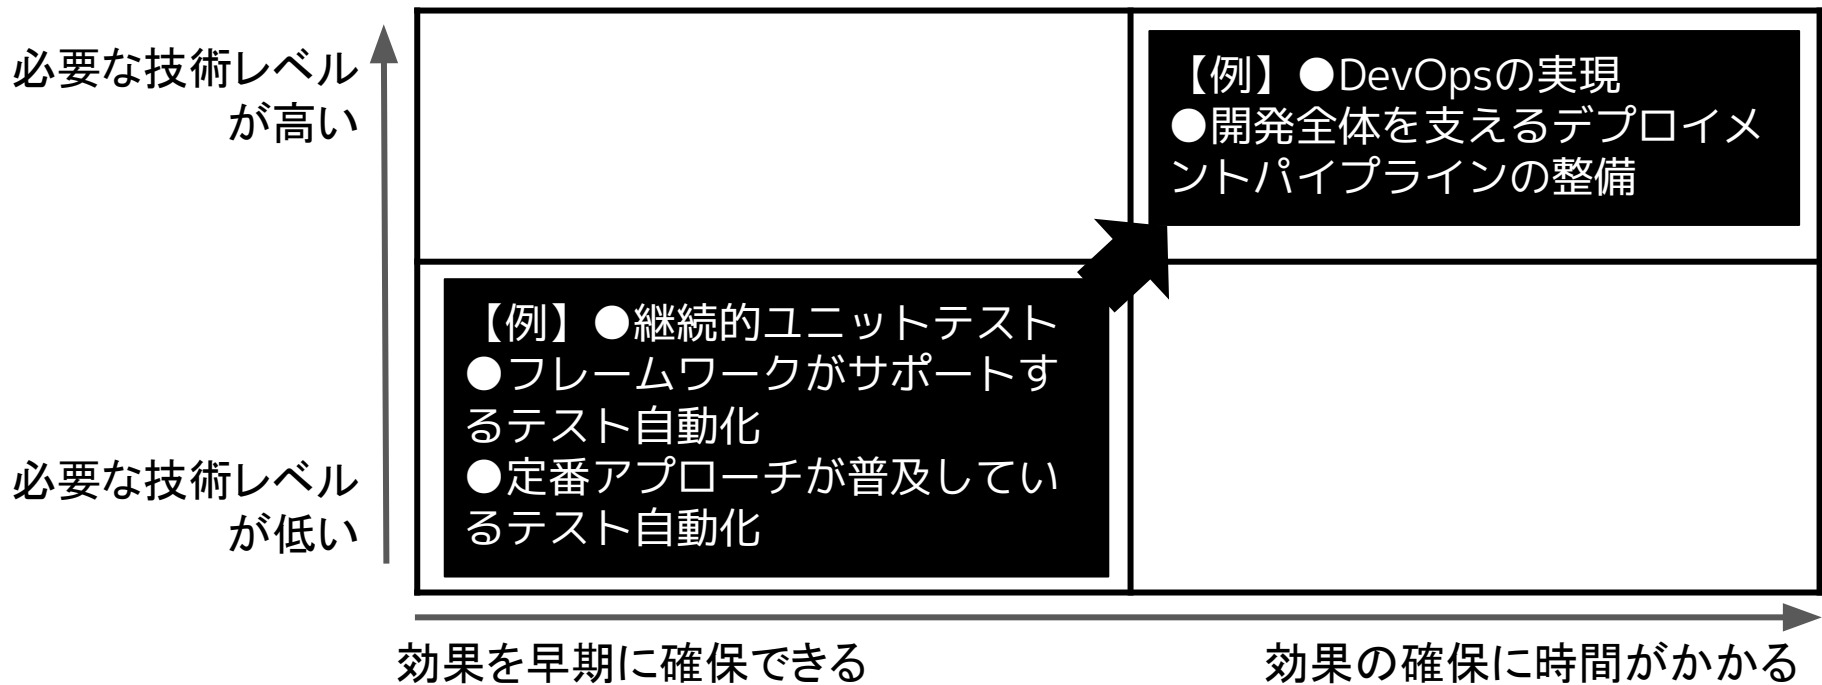 必要な技術レベル
が高い
【例】●DevOpsの実現
●開発全体を支えるデプロイメ
ントパイプラインの整備
【例】●継続的ユニットテスト
●フレームワークがサポートす
るテスト自動化
●定番アプローチが普及してい
るテスト自動化
必要な技術レベル
が低い
効果を早期に確保できる
効果の確保に時間がかかる